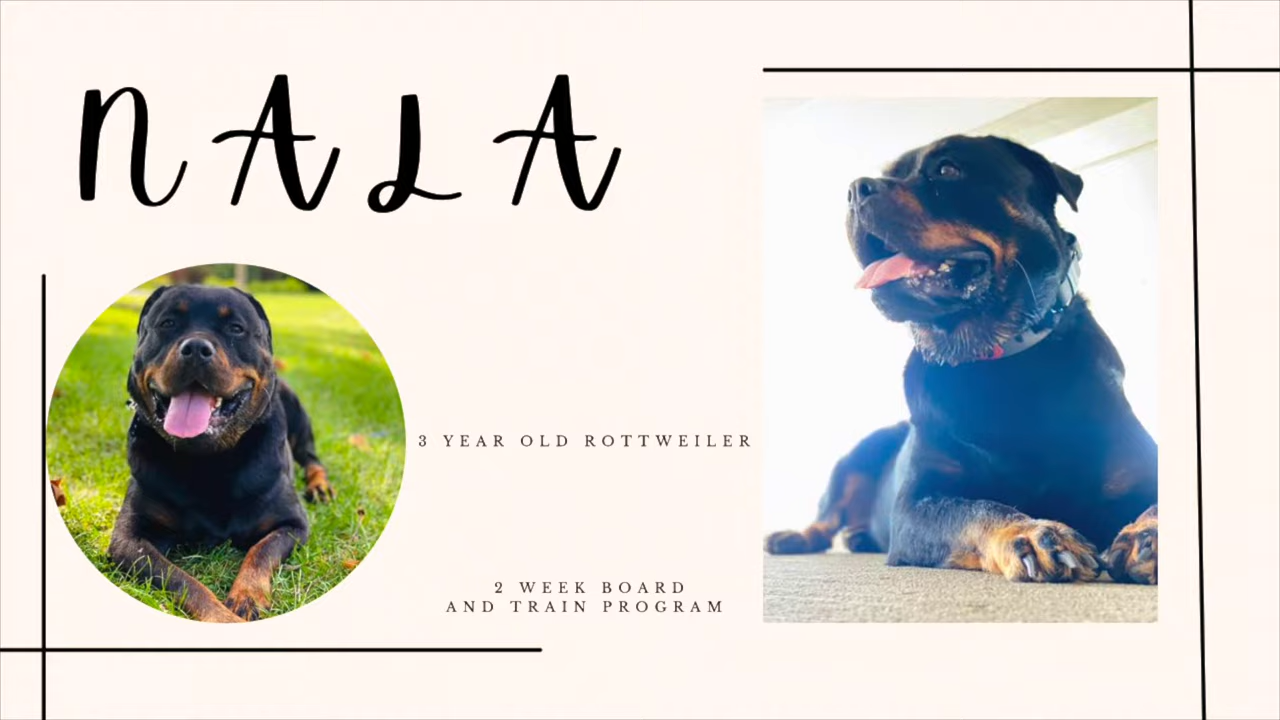 NALA
3 YEAR OLD ROTTWEILER
2 WEEK BOARD
AND TRAIN PROGRAM